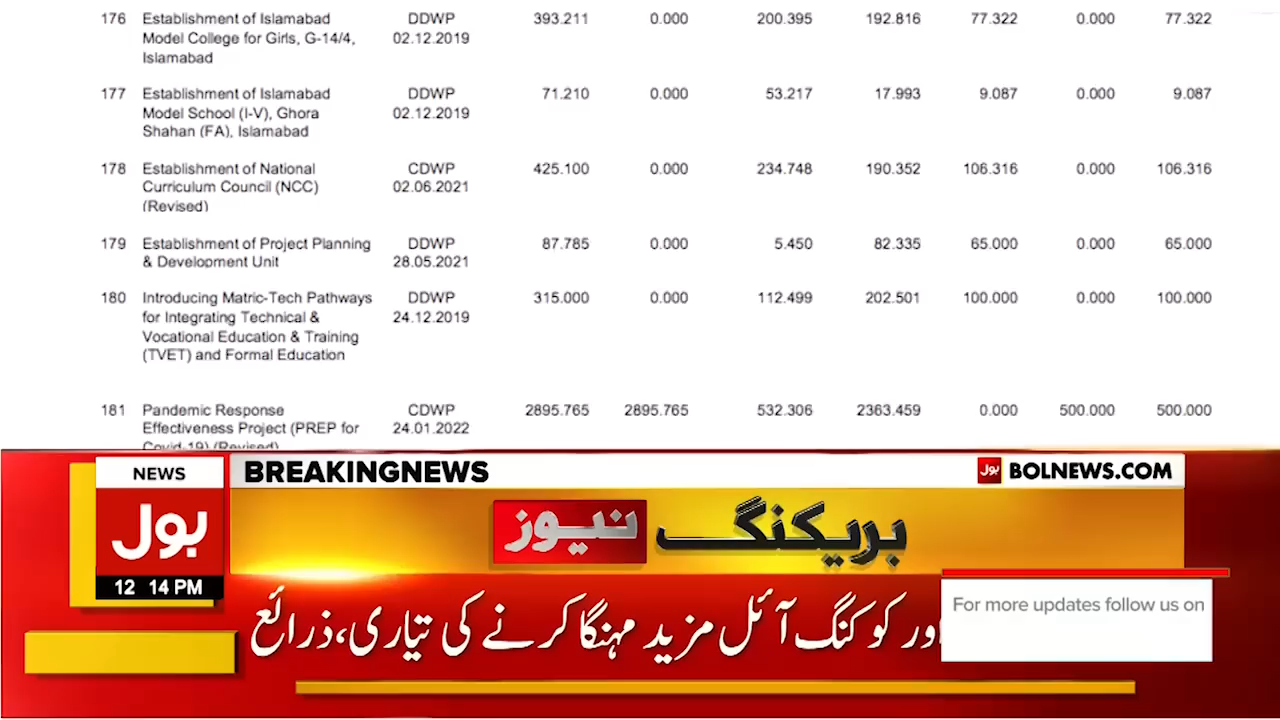 176 Establishment of Islamabad DDWP 393.211 0.000 200.395 192.816 77.322 0.000 77.322
Model College for Girls, G-14/4, 02.12.2019
Islamabad
177 Establishment of Islamabad DDWP 71.210 0.000 53.217 17.993 9.087 0.000 9.087
Model School (I-V), Ghora 02.12.2019
Shahan (FA), Islamabad
178 Establishment of National CDWP 425.100 0.000 234.748 190.352 106.316 0.000 106.316
Curriculum Council (NCC) 02.06.2021
(Revised)
179 Establishment of Project Planning DDWP 87.785 0.000 5.450 82.335 65.000 0.000 65.000
& Development Unit 28.05.2021
180 Introducing Matric-Tech Pathways DDWP 315.000 0.000 112.499 202.501 100.000 0.000 100.000
for Integrating Technical & 24.12.2019
Vocational Education & Training
(TVET) and Formal Education
181 Pandemic Response CDWP 2895.765 2895.765 532.306 2363.459 0.000 500.000 500.000
Effectiveness Project (PREP for 24.01.2022
Covid-19) (Revised)
NEWS
BREAKINGNEWS
بول BOLNEWS.COM
بول
بریکنگ نیوز
12 14 PM
اور کوکنگ آئل مزید مہنگا کرنے کی تیاری، ذرائع
For more updates follow us on